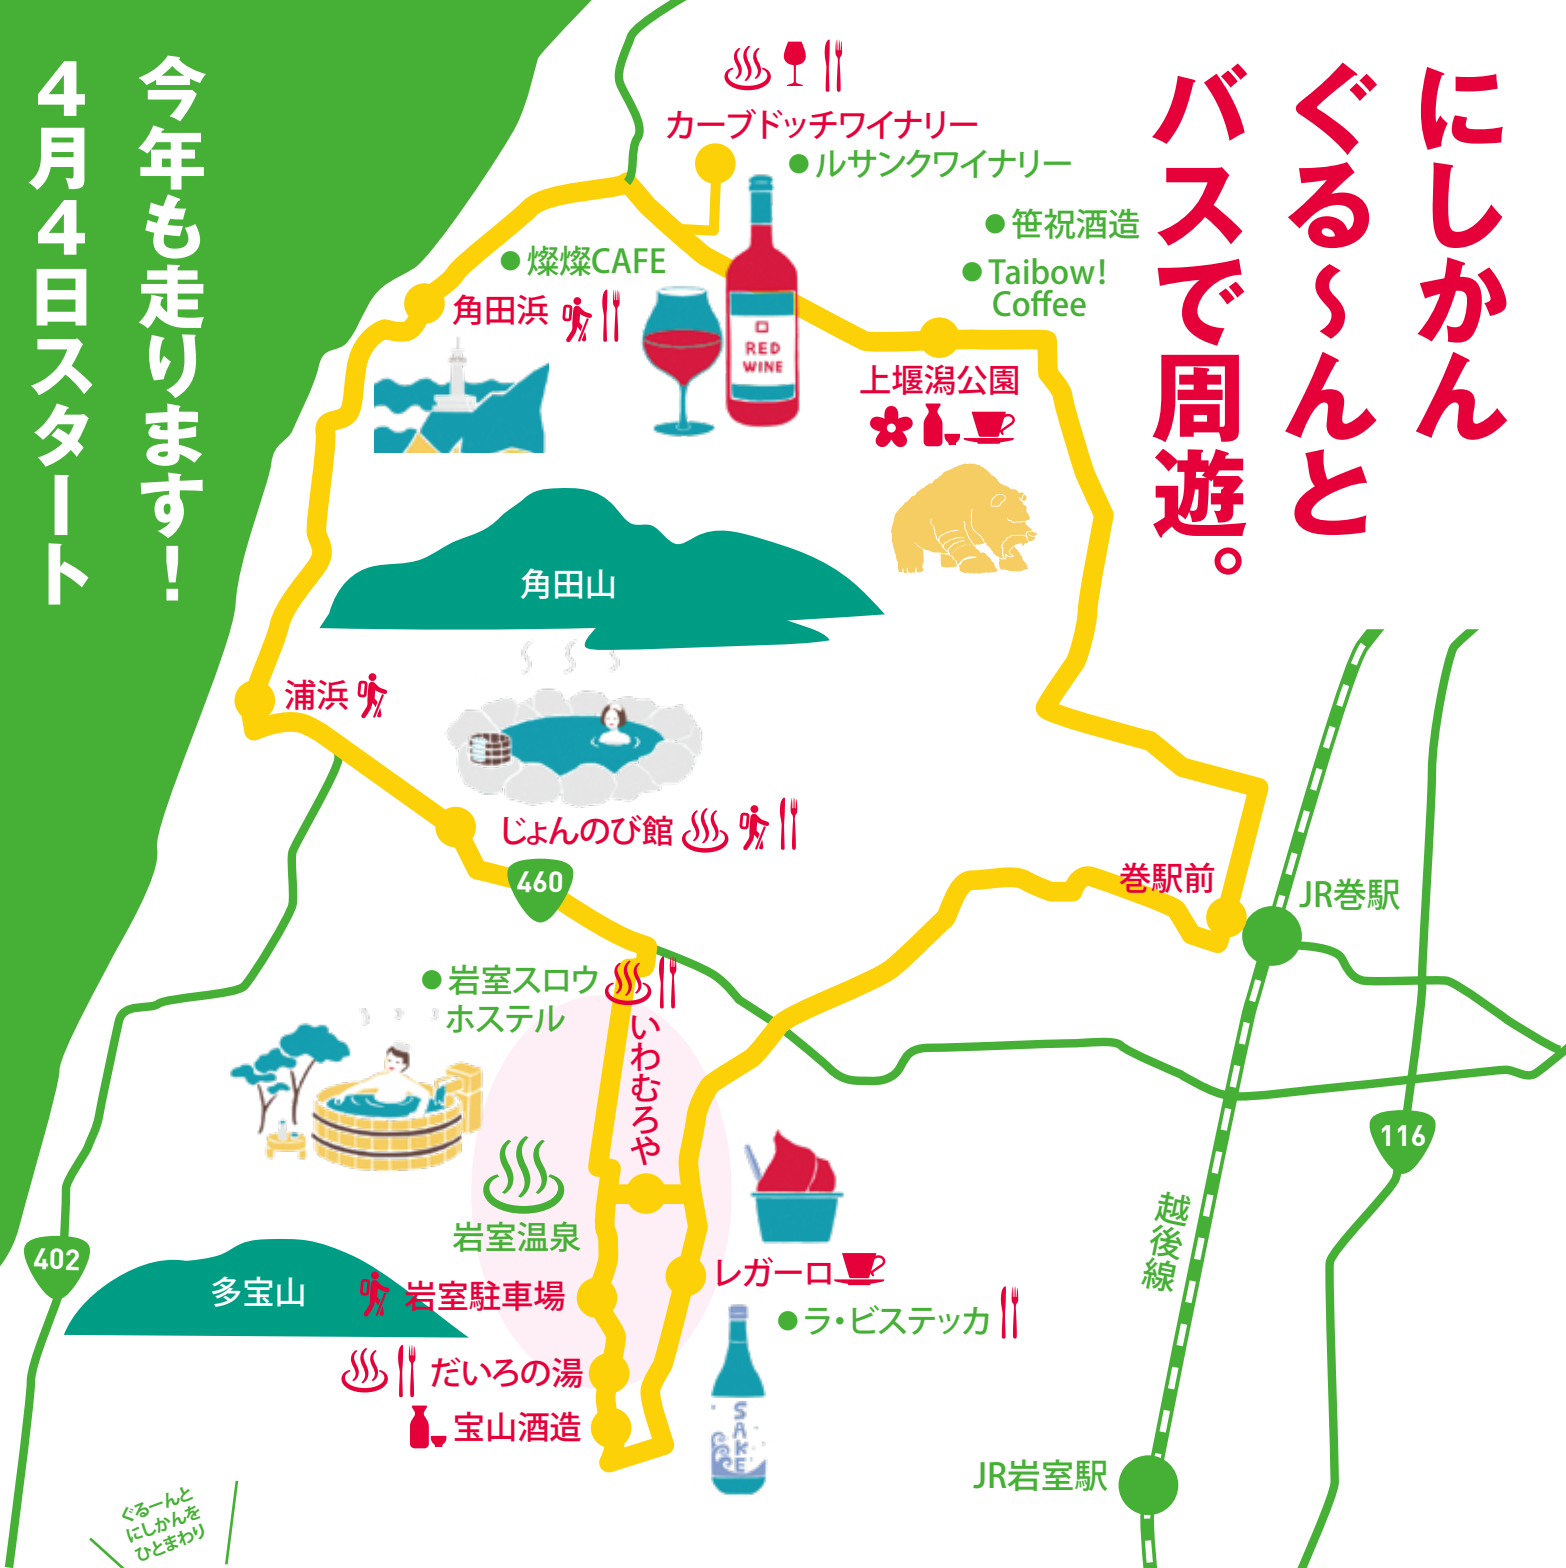 にしかん
ぐる〜んと
バスで周遊。
今年も走ります！
4月4日スタート
カーブドッチワイナリー
ルサンクワイナリー
笹祝酒造
Taibow!
Coffee
燦燦CAFE
角田浜
RED
WINE
上堰潟公園
角田山
浦浜
じょんのび館
460
巻駅前
JR巻駅
岩室スロウ
ホステル
いわむろや
116
越後線
岩室温泉
402
多宝山
岩室駐車場
レガーロ
ラ・ビステッカ
だいろの湯
宝山酒造
SAKE
JR岩室駅
ぐるーんと
にしかんを
ひとまわり